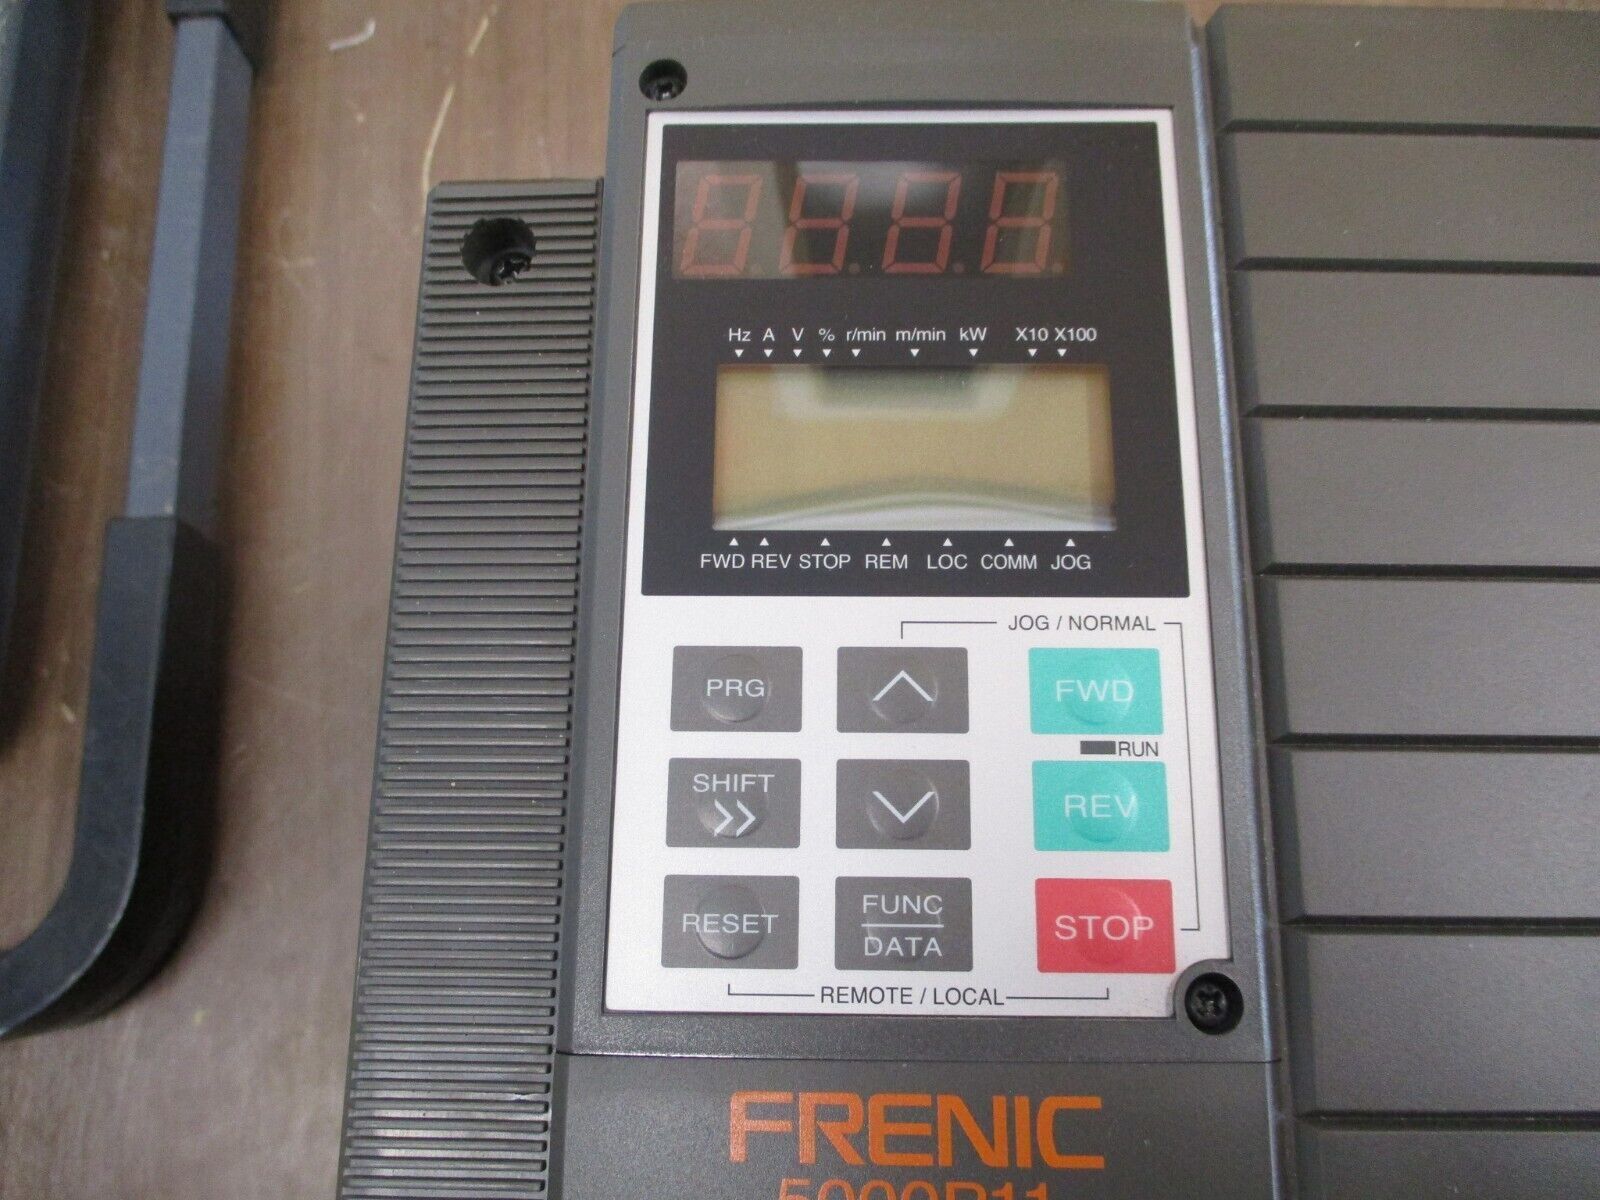 Hz A V % r/min m/min kW X10 X100
FWD REV STOP REM LOC COMM JOG
JOG / NORMAL
PRG
FWD
RUN
SHIFT
REV
RESET
FUNC
DATA
STOP
REMOTE / LOCAL
FRENIC
5000P11